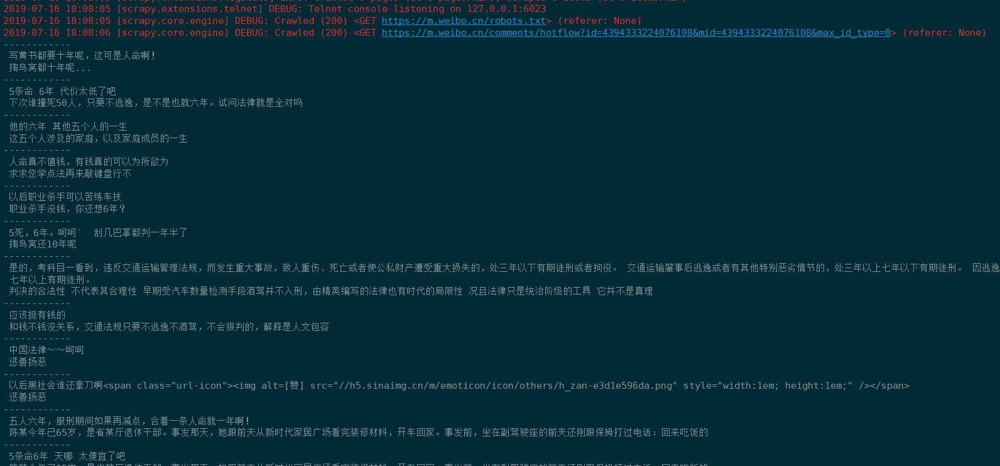 2019-07-16 18:08:05 [scrapy.extensions.telnet] DEBUG: Telnet console listening on 127.0.0.1:6023
2019-07-16 18:08:05 [scrapy.core.engine] DEBUG: Crawled (200) <GET https://m.weibo.cn/robots.txt> (referer: None)
2019-07-16 18:08:06 [scrapy.core.engine] DEBUG: Crawled (200) <GET https://m.weibo.cn/comments/hotflow?id=4394333224076108&mid=4394333224076108&max_id_type=0> (referer: None)
------------
写黄书都要十年呢，这可是人命啊！
掏鸟窝都十年呢...
------------
5条命 6年 代价太低了吧
下次谁撞死50人，只要不逃逸，是不是也就六年。试问法律就是全对吗
------------
他的六年 其他五个人的一生
这五个人涉及的家庭，以及家庭成员的一生
------------
人命真不值钱，有钱真的可以为所欲为
求求您学点法再来敲键盘行不
------------
以后职业杀手可以苦练车技
职业杀手没钱，你还想6年？
------------
5死，6年。呵呵`  刮几巴掌都判一年半了
掏鸟窝还10年呢
------------
是的，考科目一看到，违反交通运输管理法规，而发生重大事故，致人重伤、死亡或者使公私财产遭受重大损失的，处三年以下有期徒刑或者拘役。 交通运输肇事后逃逸或者有其他特别恶劣情节的，处三年以上七年以下有期徒刑。 因逃逸
七年以上有期徒刑。
判决的合法性 不代表其合理性 早期受汽车数量检测手段酒驾并不入刑，由精英编写的法律也有时代的局限性 况且法律只是统治阶级的工具 它并不是真理
------------
应该挺有钱的
和钱不钱没关系，交通法规只要不逃逸不酒驾，不会狠判的，解释是人文包容
------------
中国法律～～呵呵
惩善扬恶
------------
以后黑社会谁还拿刀啊<span class="url-icon"><img alt=[赞] src="//h5.sinaimg.cn/m/emoticon/icon/others/h_zan-e3d1e596da.png" style="width:1em; height:1em;" /></span>
惩善扬恶
------------
五人六年，服刑期间如果再减点，合着一条人命就一年啊！
陈某今年已65岁，是省某厅退休干部。事发那天，她跟前夫从新时代家居广场看完装修材料，开车回家。事发前，坐在副驾驶座的前夫还刚跟保姆打过电话：回来吃饭的
------------
5条命6年 天哪 太便宜了吧